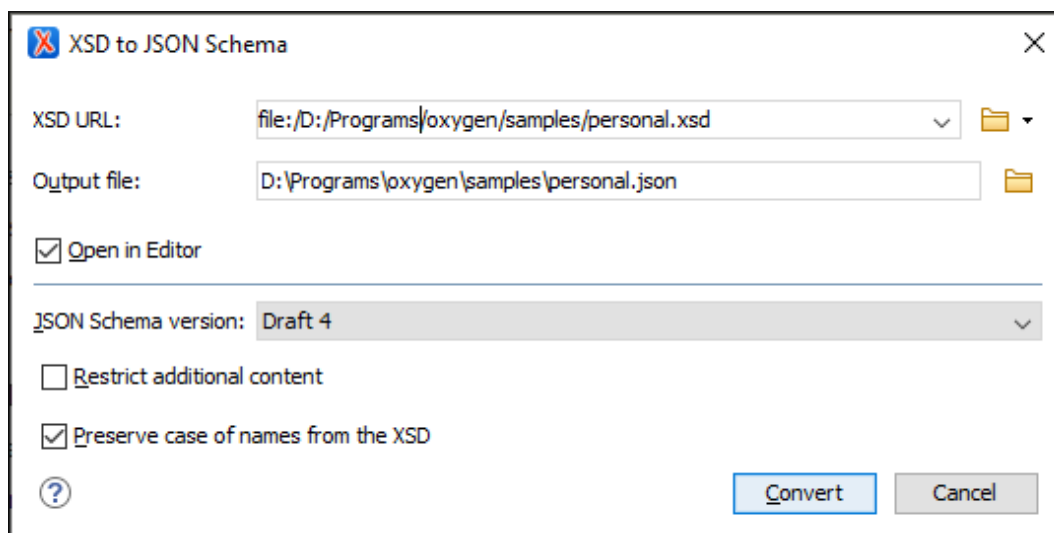 XSD to JSON Schema
XSD URL: file:/D:/Programs/oxygen/samples/personal.xsd
Output file: D:\Programs\oxygen\samples\personal.json
Open in Editor
JSON Schema version: Draft 4
Restrict additional content
Preserve case of names from the XSD
? Convert Cancel